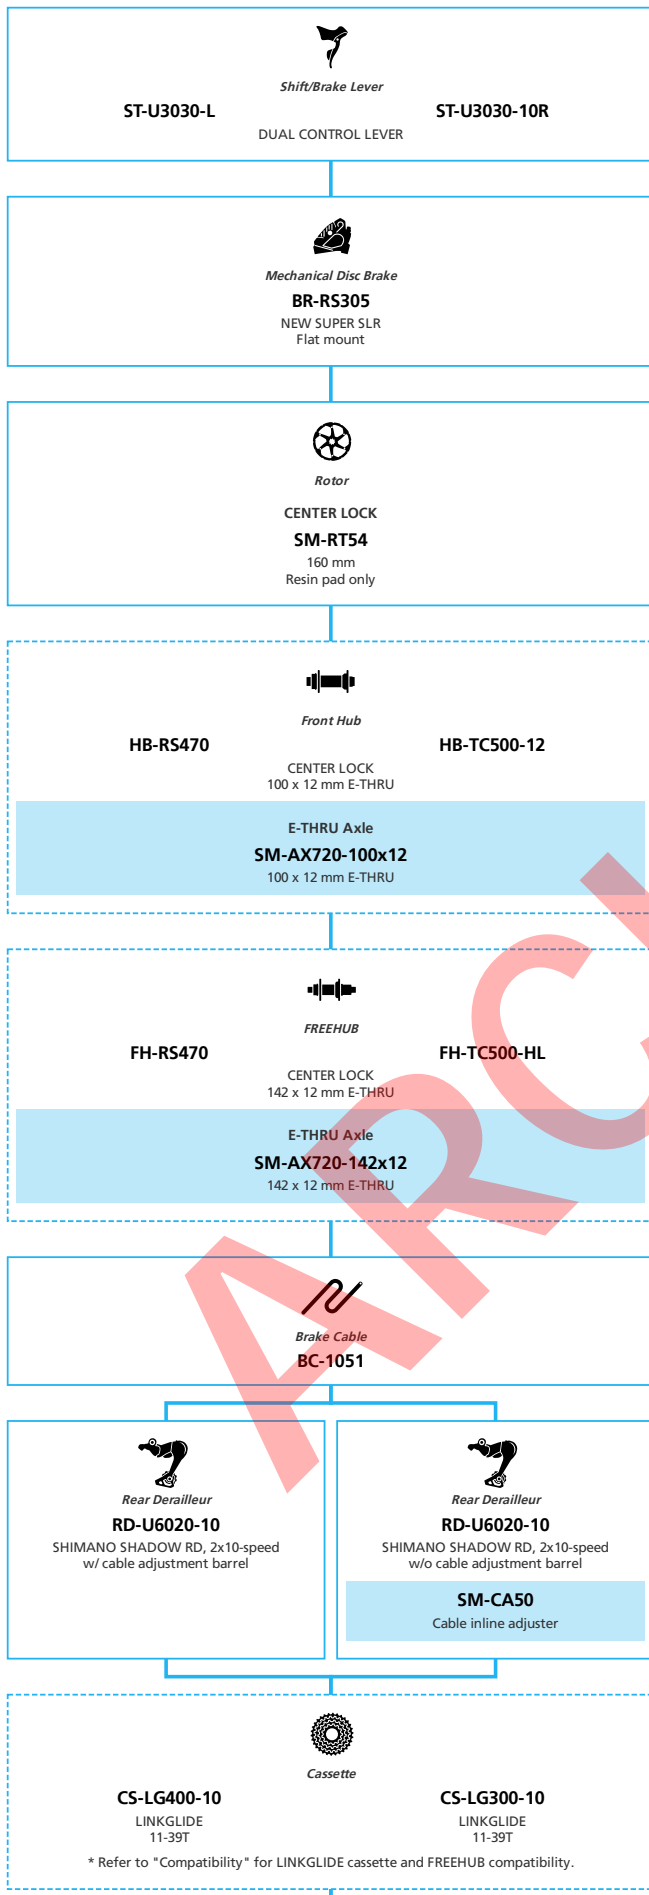 Shift/Brake Lever
ST-U3030-L ST-U3030-10R
DUAL CONTROL LEVER
Mechanical Disc Brake
BR-RS305
NEW SUPER SLR
Flat mount
Rotor
CENTER LOCK
SM-RT54
160 mm
Resin pad only
Front Hub
HB-RS470 HB-TC500-12
CENTER LOCK
100 x 12 mm E-THRU
E-THRU Axle
SM-AX720-100x12
100 x 12 mm E-THRU
FREEHUB
FH-RS470 FH-TC500-HL
CENTER LOCK
142 x 12 mm E-THRU
E-THRU Axle
SM-AX720-142x12
142 x 12 mm E-THRU
Brake Cable
BC-1051
Rear Derailleur
RD-U6020-10
SHIMANO SHADOW RD, 2x10-speed
w/ cable adjustment barrel
Rear Derailleur
RD-U6020-10
SHIMANO SHADOW RD, 2x10-speed
w/o cable adjustment barrel
SM-CA50
Cable inline adjuster
Cassette
CS-LG400-10 CS-LG300-10
LINKGLIDE LINKGLIDE
11-39T 11-39T
* Refer to "Compatibility" for LINKGLIDE cassette and FREEHUB compatibility.